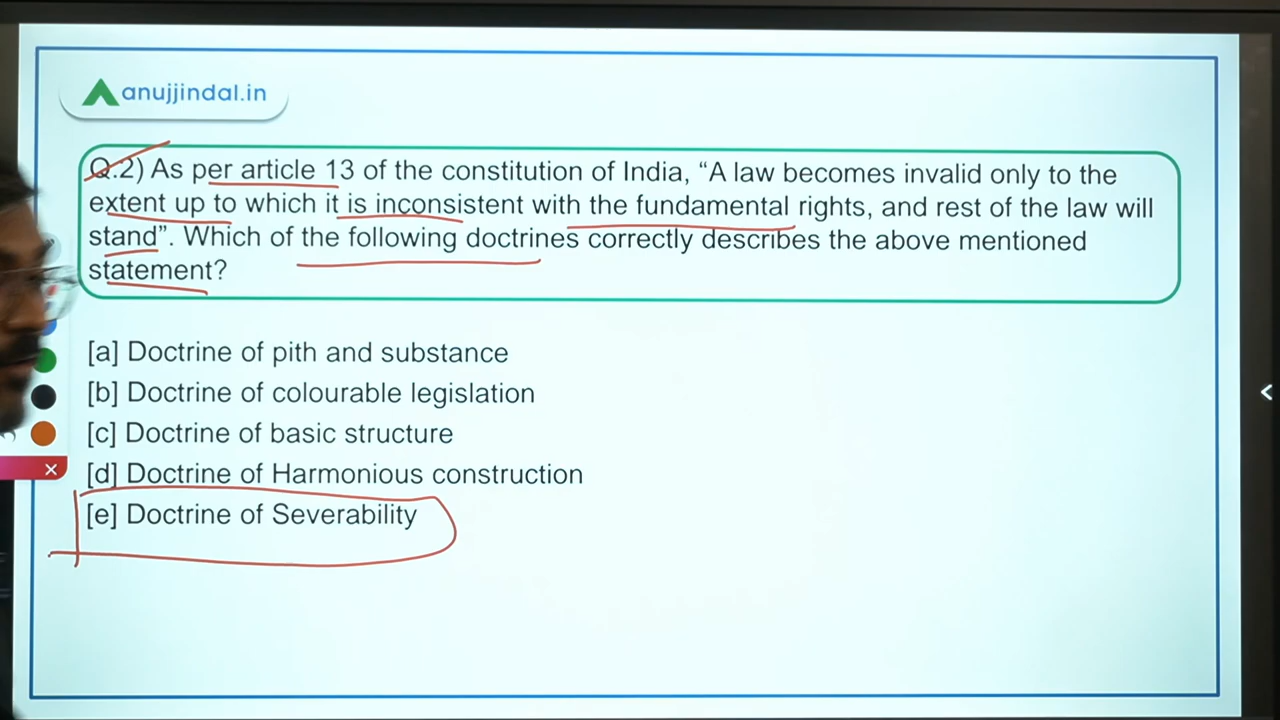 anujjindal.in
Q.2) As per article 13 of the constitution of India, “A law becomes invalid only to the
extent up to which it is inconsistent with the fundamental rights, and rest of the law will
stand”. Which of the following doctrines correctly describes the above mentioned
statement?
[a] Doctrine of pith and substance
[b] Doctrine of colourable legislation
[c] Doctrine of basic structure
[d] Doctrine of Harmonious construction
[e] Doctrine of Severability